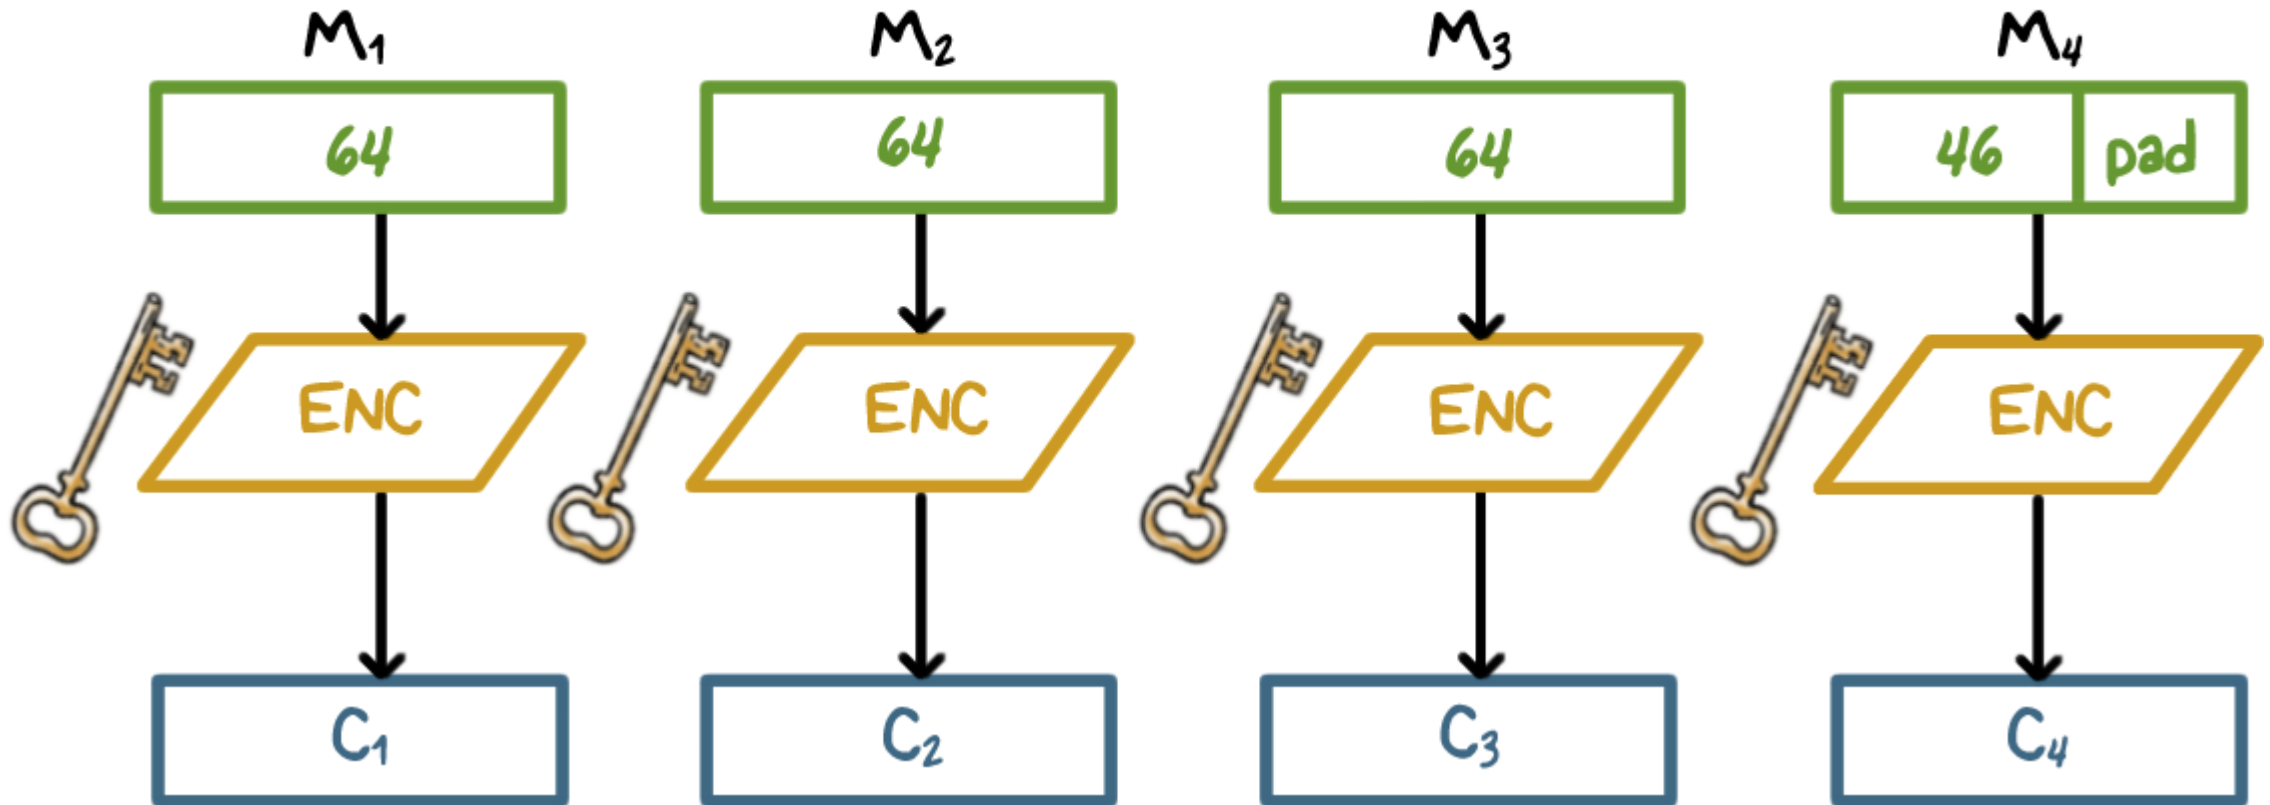 M₁ M₂ M₃ M₄
64 64 64 46 pad
ENC ENC ENC ENC
C₁ C₂ C₃ C₄